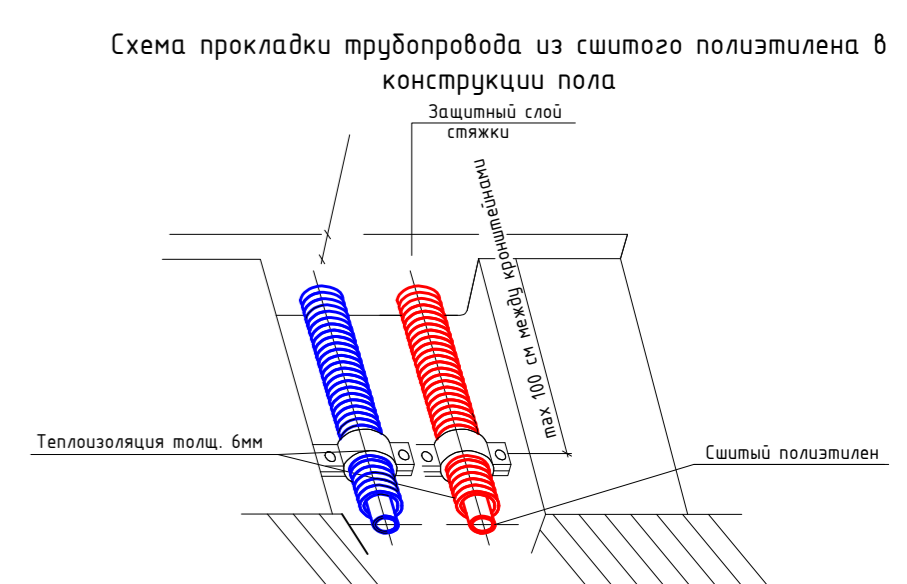 Схема прокладки трубопровода из сшитого полиэтилена в
конструкции пола
Защитный слой
стяжки
max 100 см между кронштейнами
Теплоизоляция толщ. 6мм
Сшитый полиэтилен